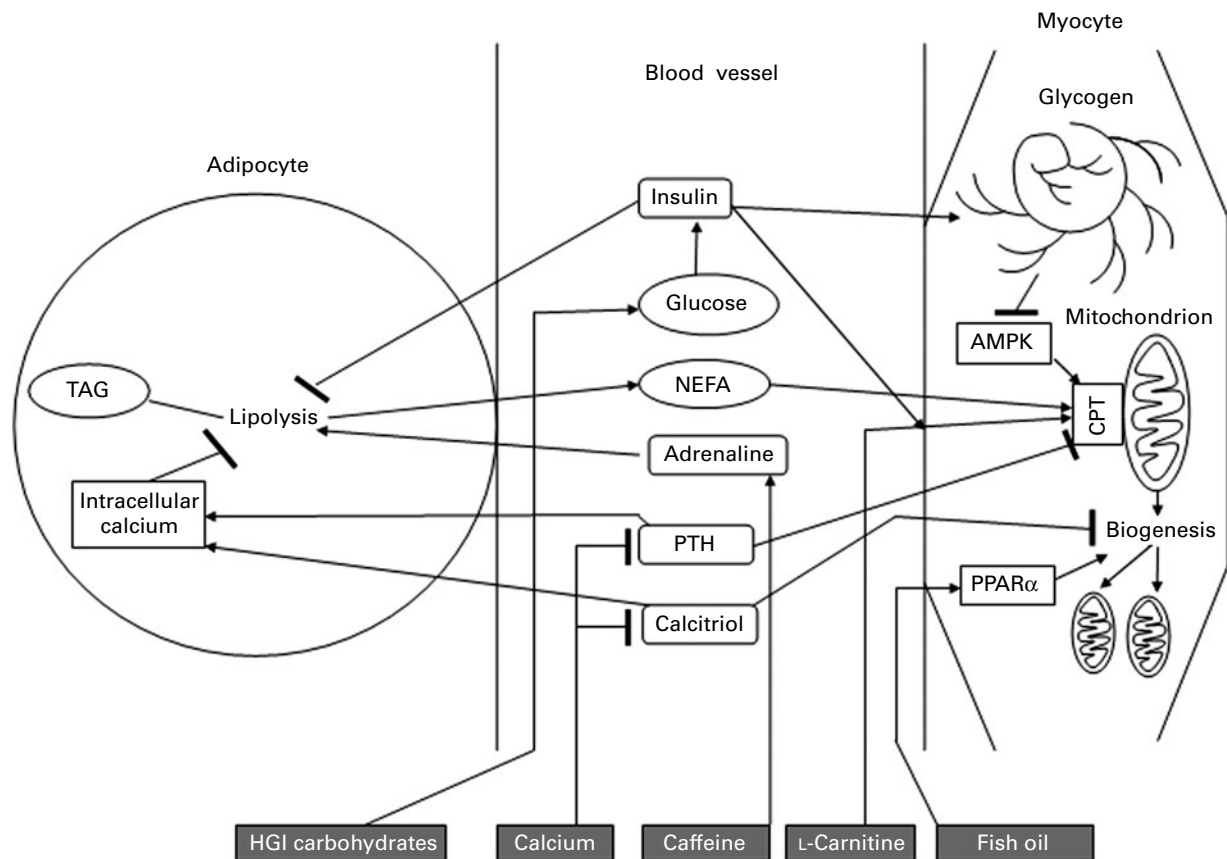 Myocyte
Blood vessel
Glycogen
Adipocyte
Insulin
Glucose
Mitochondrion
AMPK
TAG
NEFA
Lipolysis
CPT
Adrenaline
Intracellular
calcium
PTH
Biogenesis
PPARα
Calcitriol
HGI carbohydrates
Calcium
Caffeine
L-Carnitine
Fish oil